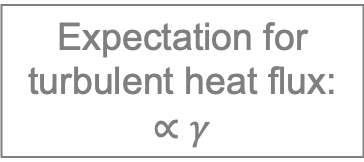 Expectation for
turbulent heat flux:
∝ γ